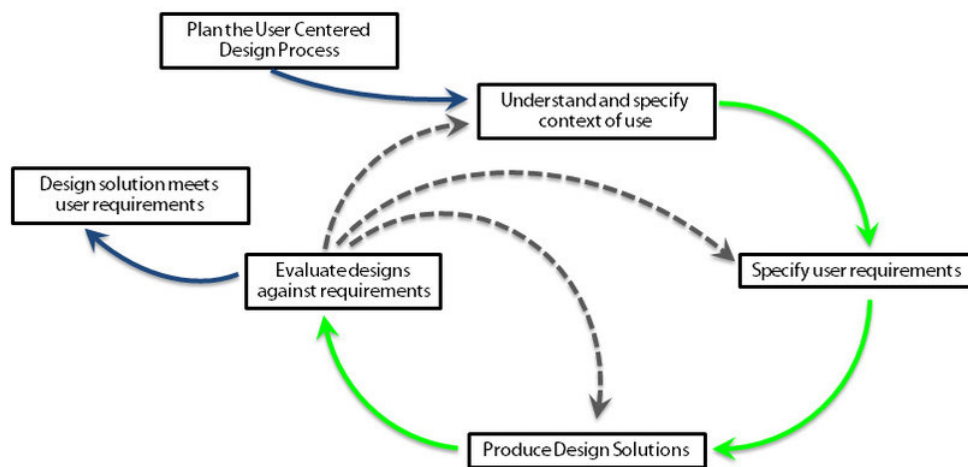 Plan the User Centered
Design Process
Understand and specify
context of use
Design solution meets
user requirements
Evaluate designs
against requirements
Specify user requirements
Produce Design Solutions